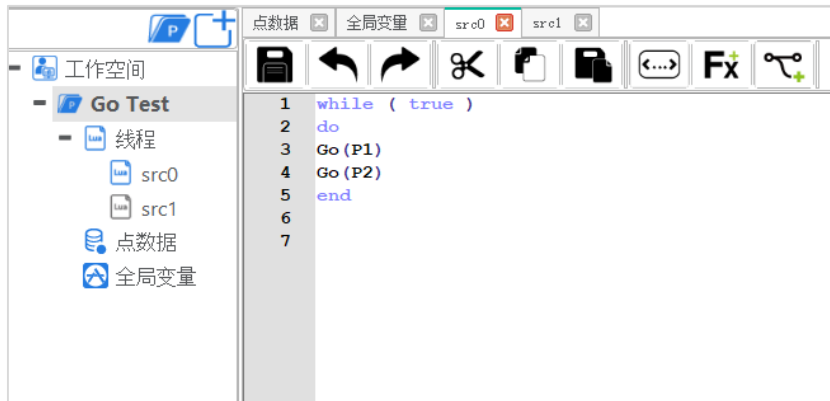 点数据 全局变量 src0 src1
工作空间
Go Test
线程
src0
src1
点数据
全局变量
Fx
1 while ( true )
2 do
3 Go(P1)
4 Go(P2)
5 end
6
7